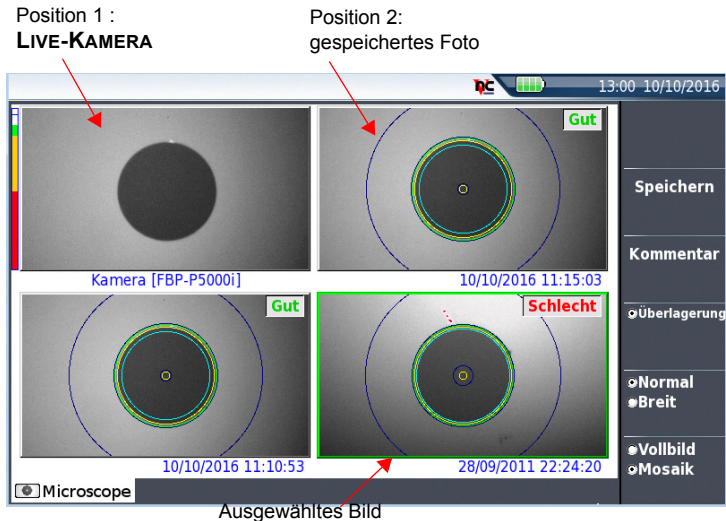 Position 1 :
LIVE-KAMERA
Position 2:
gespeichertes Foto
nc 13:00 10/10/2016
Gut
Speichern
Kommentar
Kamera [FBP-P5000i]
10/10/2016 11:15:03
Gut
Schlecht
Überlagerung
Normal
Breit
Vollbild
Mosaik
10/10/2016 11:10:53
28/09/2011 22:24:20
Microscope
Ausgewähltes Bild